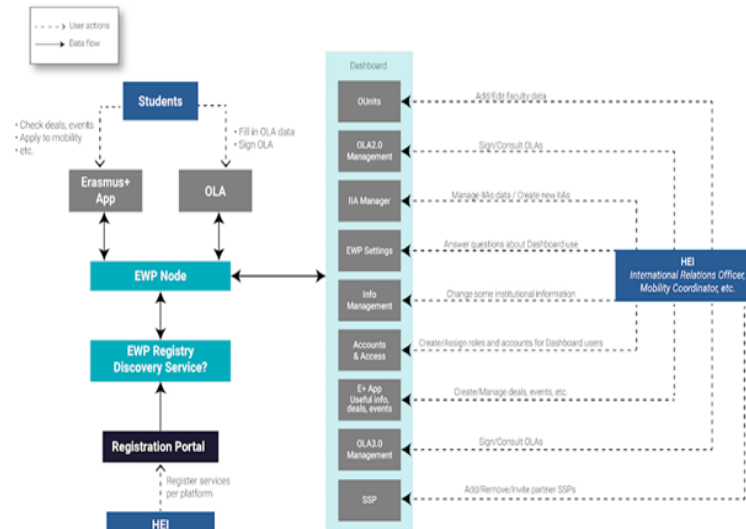 User actions
Data flow
Students
• Check deals, events
• Apply to mobility
• etc.
• Fill in OLA data
• Sign OLA
Erasmus+
App
OLA
EWP Node
EWP Registry
Discovery Service?
Registration Portal
Register services
per platform
HEI
Dashboard
OUnits
OLA2.0
Management
IIA Manager
EWP Settings
Info
Management
Accounts
& Access
E+ App
Useful info,
deals, events
OLA3.0
Management
SSP
Add/Edit faculty data
Sign/Consult OLAs
Manage IIAs data / Create new IIAs
Answer questions about Dashboard use
Change some institutional information
Create/Assign roles and accounts for Dashboard users
Create/Manage deals, events, etc.
Sign/Consult OLAs
Add/Remove/Invite partner SSPs
HEI
International Relations Officer,
Mobility Coordinator, etc.